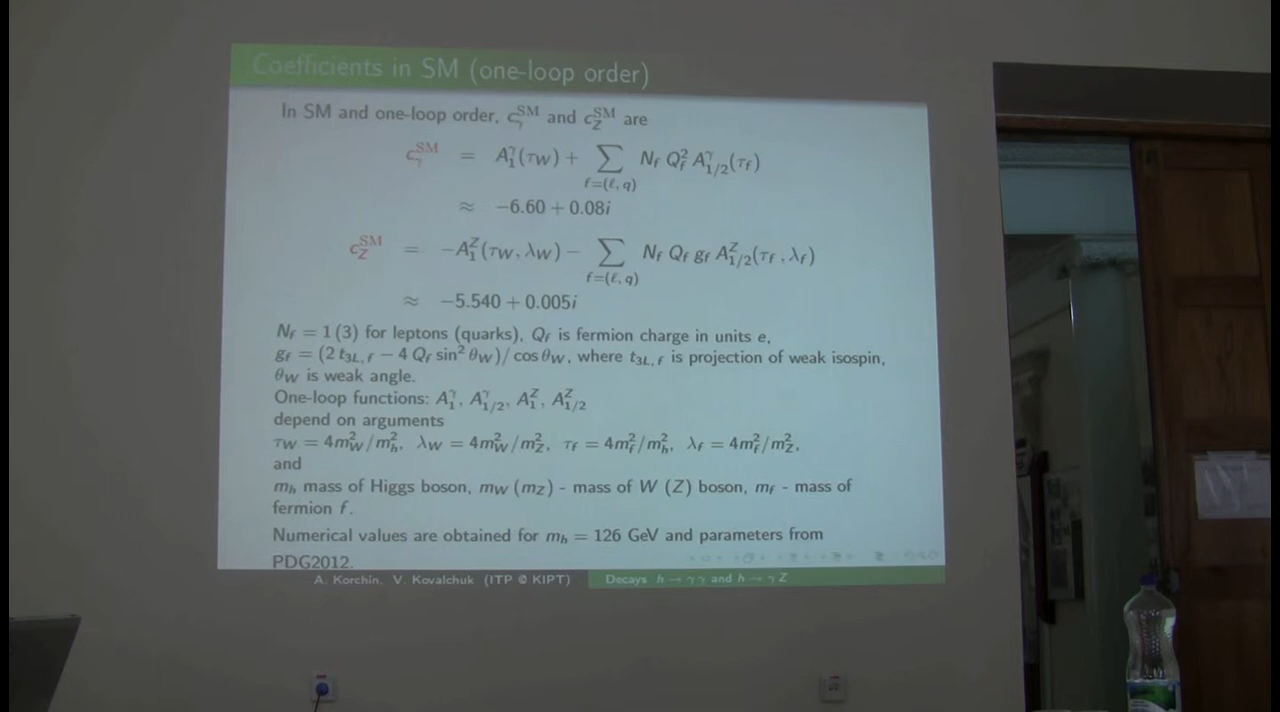 Coefficients in SM (one-loop order)
In SM and one-loop order, c_γ^SM and c_Z^SM are
c_γ^SM = A_1^γ(τ_W) + ∑_{f=(ℓ, q)} N_f Q_f^2 A_{1/2}^γ(τ_f)
≈ −6.60 + 0.08i
c_Z^SM = −A_1^Z(τ_W, λ_W) − ∑_{f=(ℓ, q)} N_f Q_f g_f A_{1/2}^Z(τ_f, λ_f)
≈ −5.540 + 0.005i
N_f = 1 (3) for leptons (quarks), Q_f is fermion charge in units e,
g_f = (2 t_{3L, f} − 4 Q_f sin^2 θ_W)/ cos θ_W, where t_{3L, f} is projection of weak isospin,
θ_W is weak angle.
One-loop functions: A_1^γ, A_{1/2}^γ, A_1^Z, A_{1/2}^Z
depend on arguments
τ_W = 4m_W^2/m_h^2, λ_W = 4m_W^2/m_Z^2, τ_f = 4m_f^2/m_h^2, λ_f = 4m_f^2/m_Z^2,
and
m_h mass of Higgs boson, m_W (m_Z) - mass of W (Z) boson, m_f - mass of
fermion f.
Numerical values are obtained for m_h = 126 GeV and parameters from
PDG2012.
A. Korchin, V. Kovalchuk (ITP @ KIPT) Decays h → γγ and h → γZ